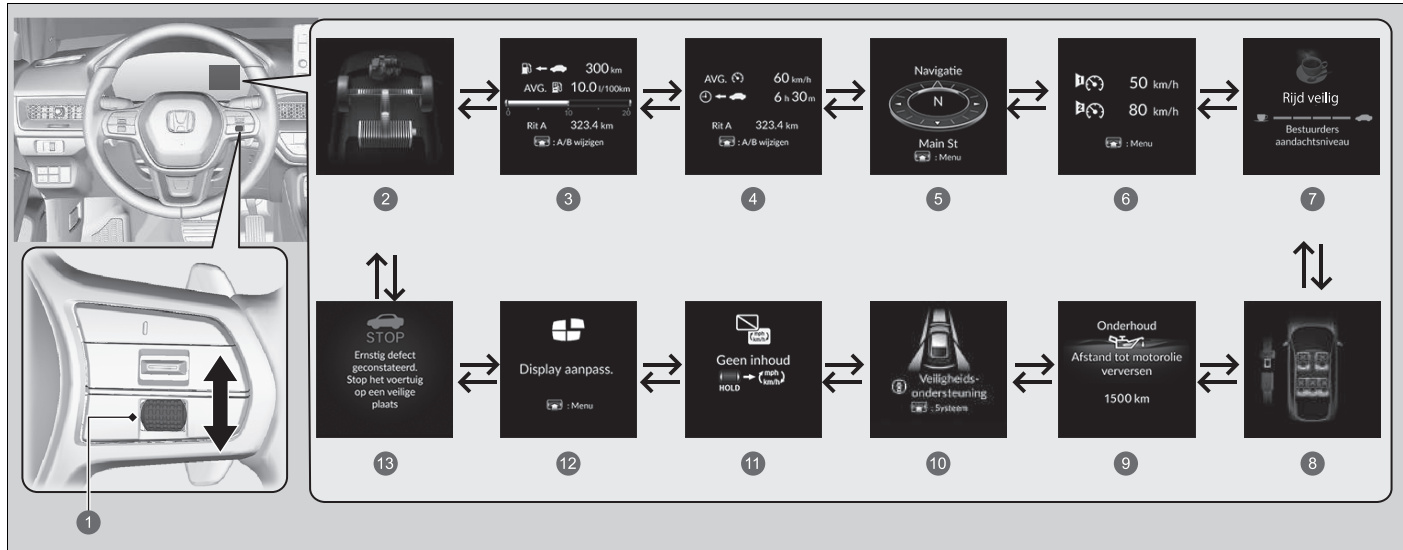 300 km
AVG. 10.0 l/100km
0 10 20
Rit A 323.4 km
: A/B wijzigen
AVG. 60 km/h
6 h 30 m
Rit A 323.4 km
: A/B wijzigen
Navigatie
N
Main St
: Menu
1 50 km/h
2 80 km/h
: Menu
Rijd veilig
Bestuurders
aandachtsniveau
2
3
4
5
6
7
STOP
Ernstig defect
geconstateerd.
Stop het voertuig
op een veilige
plaats
Display aanpass.
: Menu
mph
km/h
Geen inhoud
HOLD
mph
km/h
Veiligheids-
ondersteuning
: Systeem
Onderhoud
Afstand tot motorolie
verversen
1500 km
13
12
11
10
9
8
1